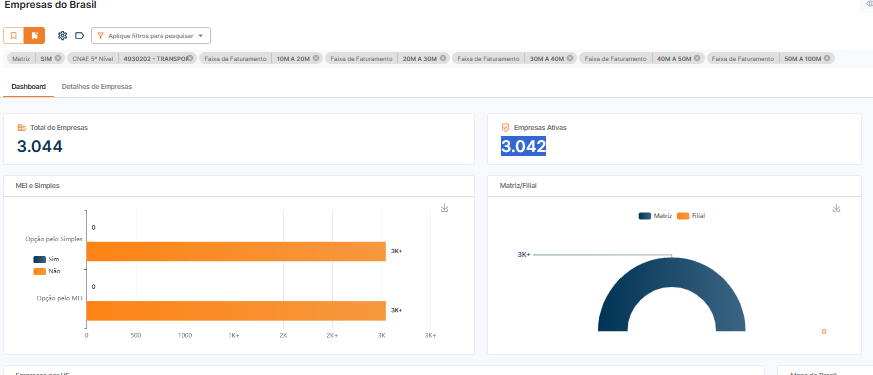 Empresas do Brasil
Aplique filtros para pesquisar
Matriz SIM CNAE 5º Nível 4930202 - TRANSPOR Faixa de Faturamento 10M A 20M Faixa de Faturamento 20M A 30M Faixa de Faturamento 30M A 40M Faixa de Faturamento 40M A 50M Faixa de Faturamento 50M A 100M
Dashboard Detalhes de Empresas
Total de Empresas
3.044
Empresas Ativas
3.042
MEI e Simples
0
Opção pelo Simples
3K+
Sim
Não
0
Opção pelo MEI
3K+
0 500 1000 1K+ 2K 2K+ 3K 3K+
Matriz/Filial
Matriz Filial
3K+
0